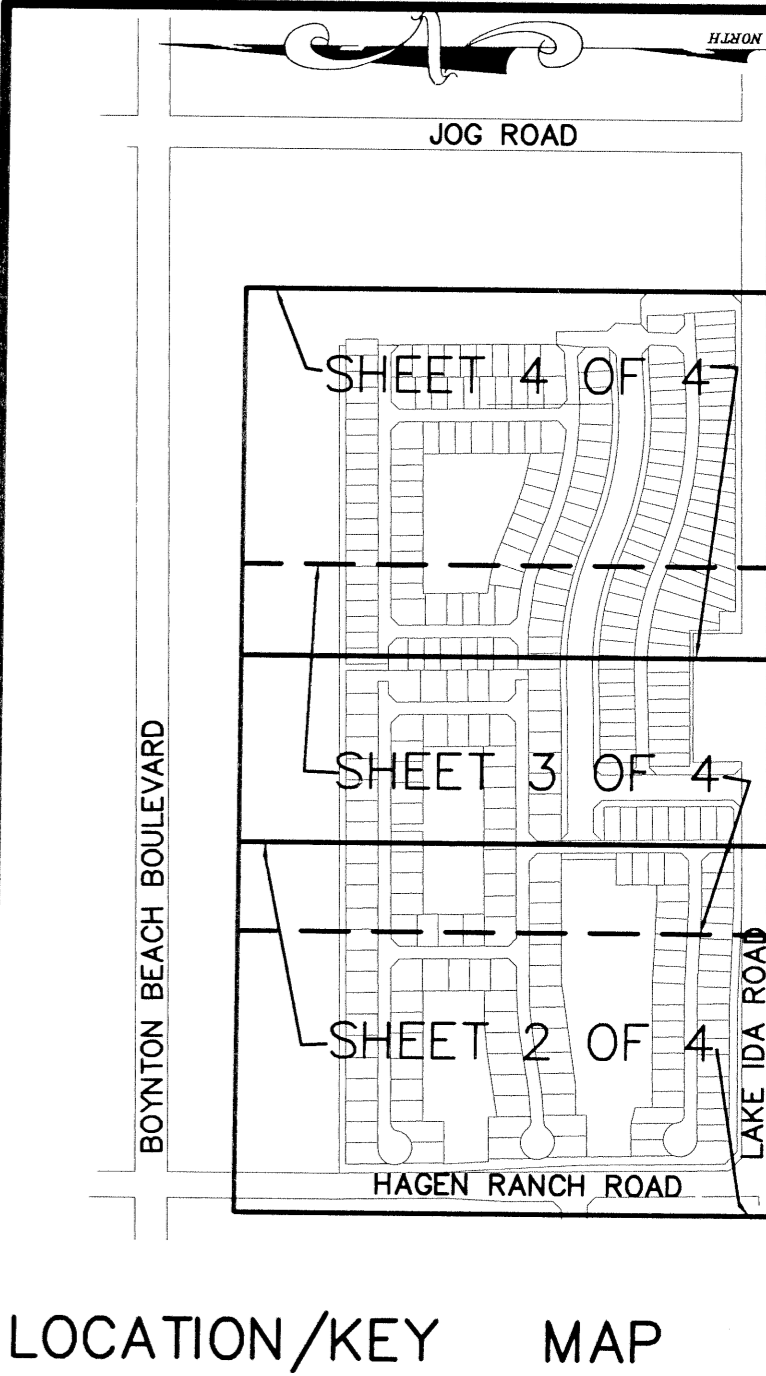 NORTH
JOG ROAD
SHEET 4 OF 4
SHEET 3 OF 4
BOYNTON BEACH BOULEVARD
LAKE IDA ROAD
SHEET 2 OF 4
HAGEN RANCH ROAD
LOCATION/KEY MAP